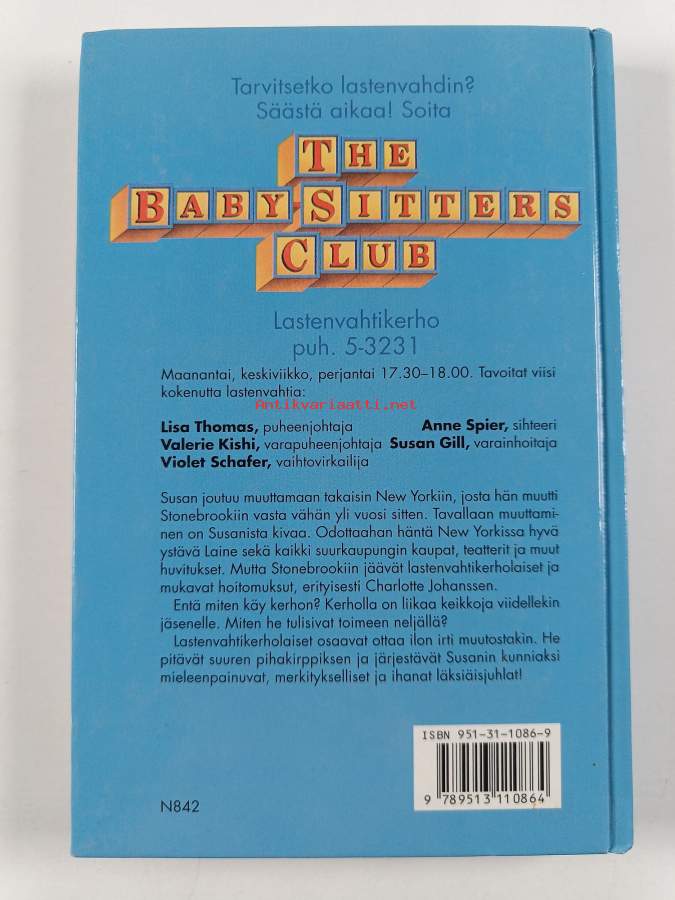 Tarvitsetko lastenvahdin?
Säästä aikaa! Soita
THE
BABY-SITTERS
CLUB
Lastenvahtikerho
puh. 5-3231
Maanantai, keskiviikko, perjantai 17.30–18.00. Tavoitat viisi
kokenutta lastenvahtia:
Antikvariaatti.net
Lisa Thomas, puheenjohtaja Anne Spier, sihteeri
Valerie Kishi, varapuheenjohtaja Susan Gill, varainhoitaja
Violet Schafer, vaihtovirkailija
Susan joutuu muuttamaan takaisin New Yorkiin, josta hän muutti
Stonebrookiin vasta vähän yli vuosi sitten. Tavallaan muuttami-
nen on Susanista kivaa. Odottaahan häntä New Yorkissa hyvä
ystävä Laine sekä kaikki suurkaupungin kaupat, teatterit ja muut
huvitukset. Mutta Stonebrookiin jäävät lastenvahtikerholaiset ja
mukavat hoitomuksut, erityisesti Charlotte Johanssen.
Entä miten käy kerhon? Kerholla on liikaa keikkoja viidellekin
jäsenelle. Miten he tulisivat toimeen neljällä?
Lastenvahtikerholaiset osaavat ottaa ilon irti muutostakin. He
pitävät suuren pihakirppiksen ja järjestävät Susanin kunniaksi
mieleenpainuvat, merkitykselliset ja ihanat läksiäisjuhlat!
ISBN 951-31-1086-9
9 789513 110864
N842